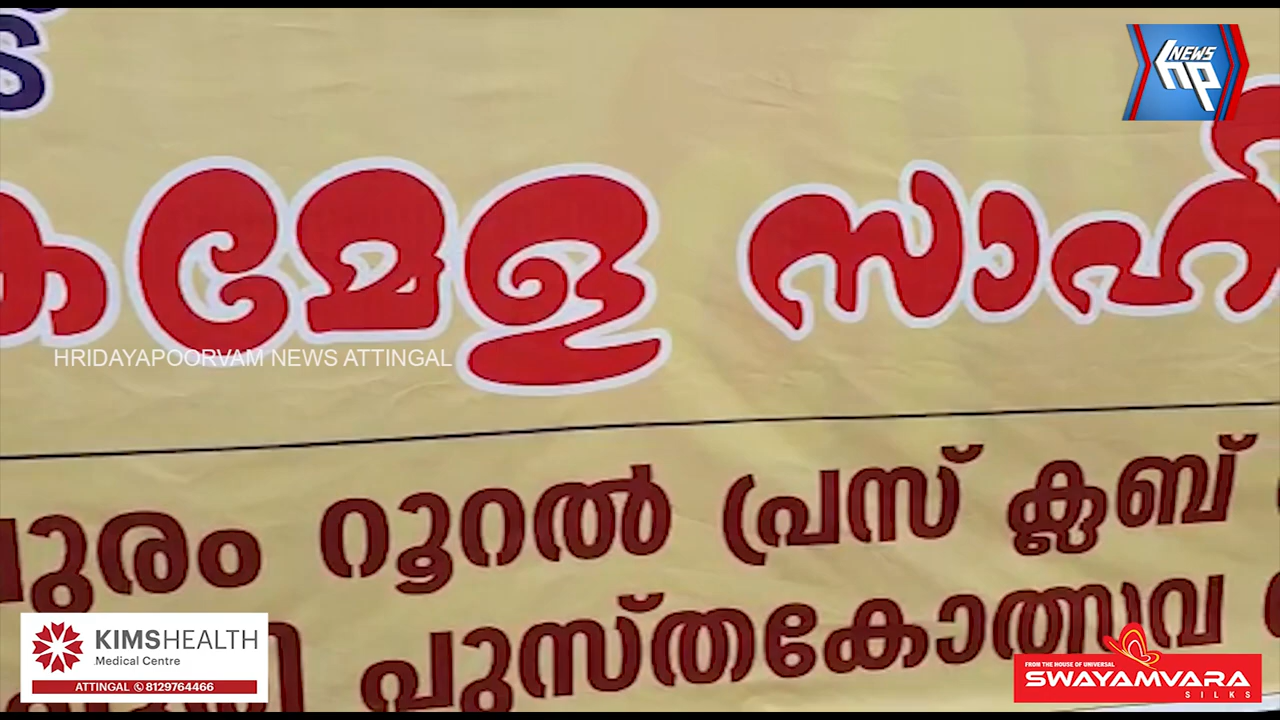 NEWS
hp
കമേള സാഹി
HRIDAYAPOORVAM NEWS ATTINGAL
പുരം റൂറൽ പ്രസ് ക്ലബ്
പുസ്തകോത്സവ
KIMSHEALTH
Medical Centre
ATTINGAL 8129764466
FROM THE HOUSE OF UNIVERSAL
SWAYAMVARA
SILKS